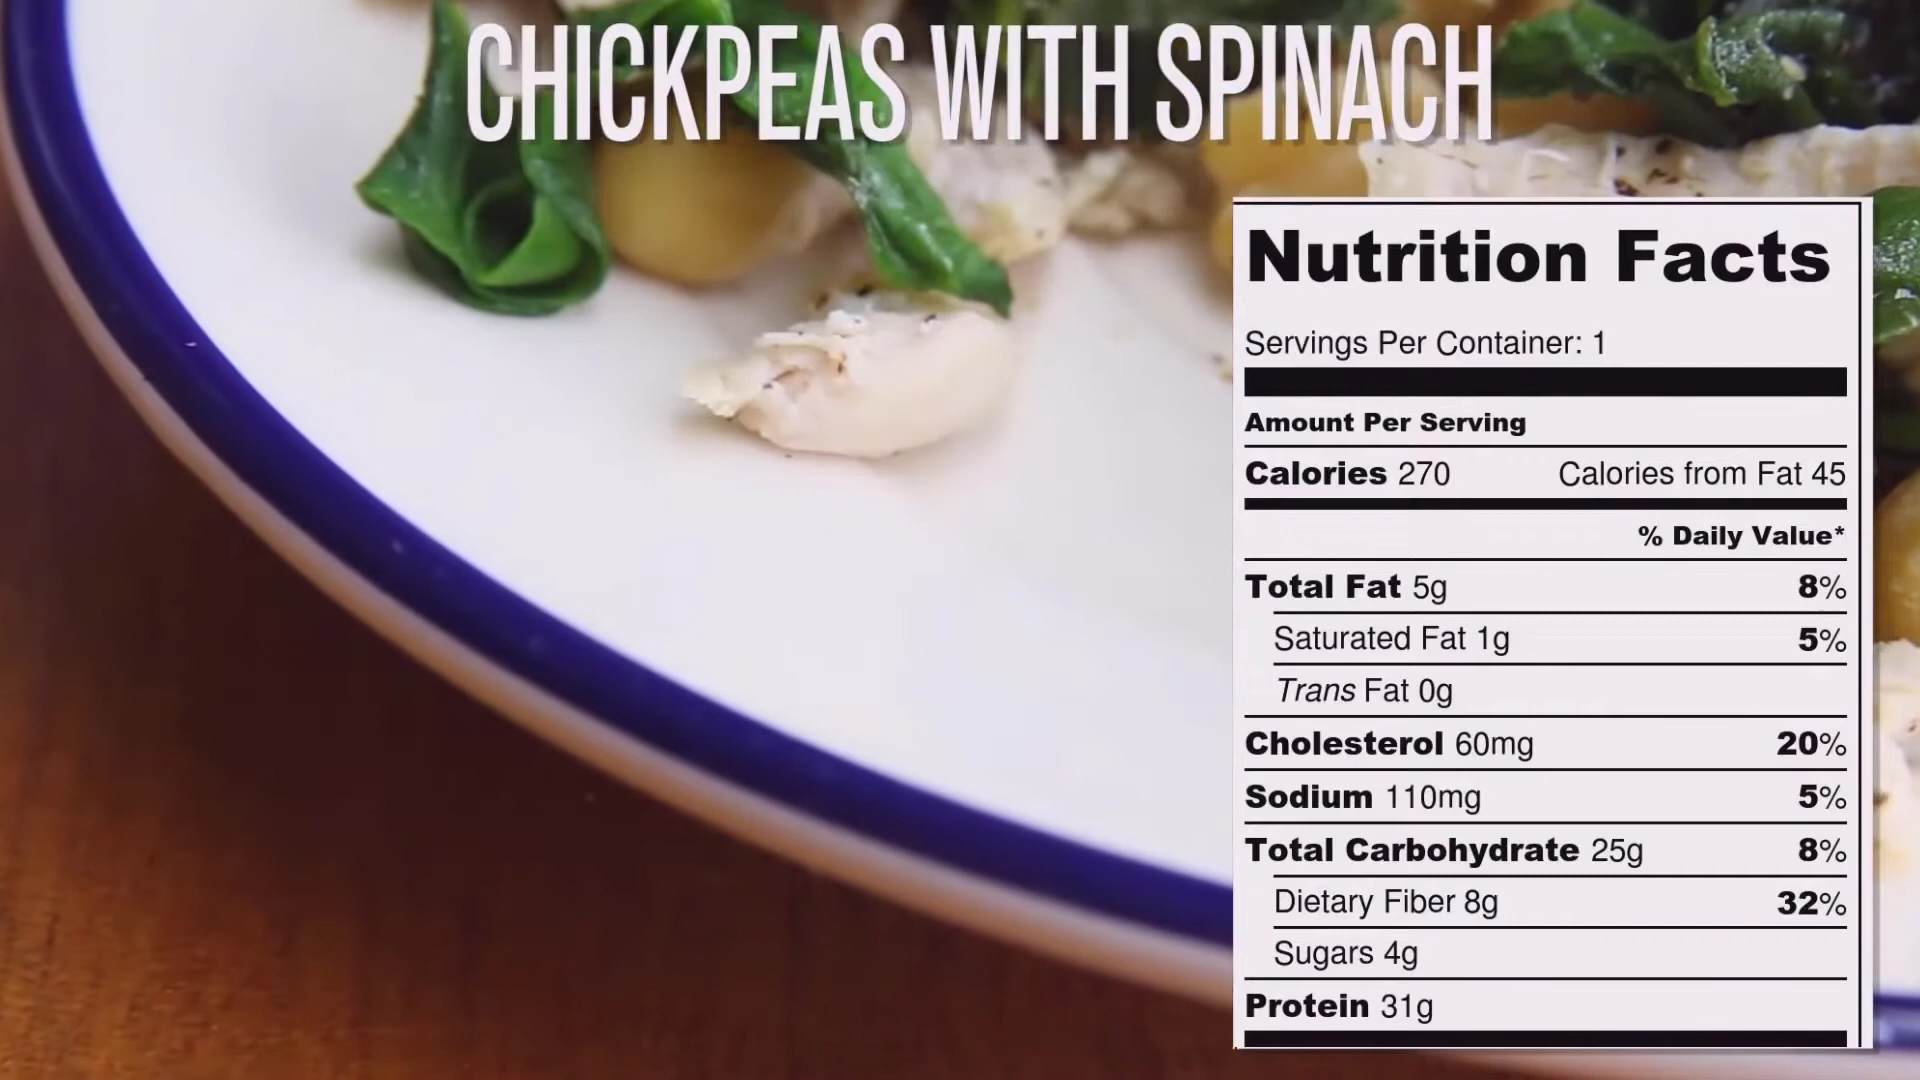 CHICKPEAS WITH SPINACH
Nutrition Facts
Servings Per Container: 1
Amount Per Serving
Calories 270 Calories from Fat 45
% Daily Value*
Total Fat 5g 8%
Saturated Fat 1g 5%
Trans Fat 0g
Cholesterol 60mg 20%
Sodium 110mg 5%
Total Carbohydrate 25g 8%
Dietary Fiber 8g 32%
Sugars 4g
Protein 31g